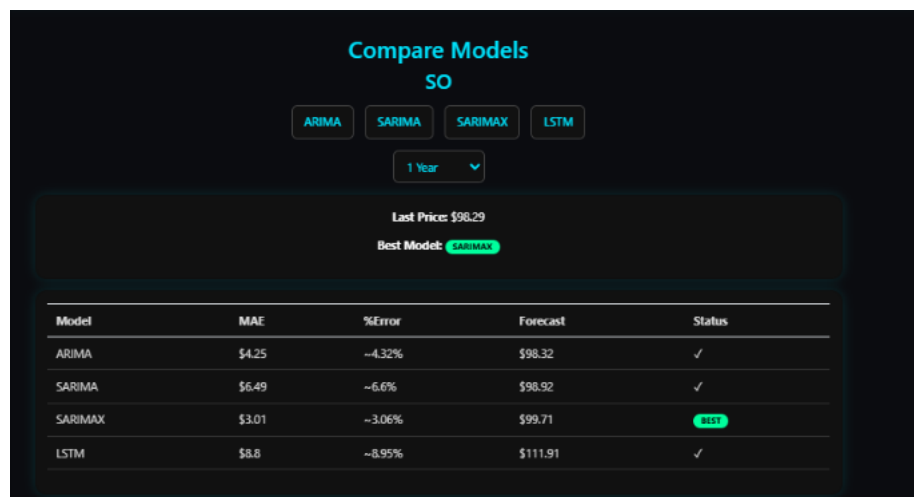 Compare Models
SO
ARIMA SARIMA SARIMAX LSTM
1 Year
Last Price: $98.29
Best Model: SARIMAX
Model MAE %Error Forecast Status
ARIMA $4.25 ~4.32% $98.32 ✓
SARIMA $6.49 ~6.6% $98.92 ✓
SARIMAX $3.01 ~3.06% $99.71 BEST
LSTM $8.8 ~8.95% $111.91 ✓